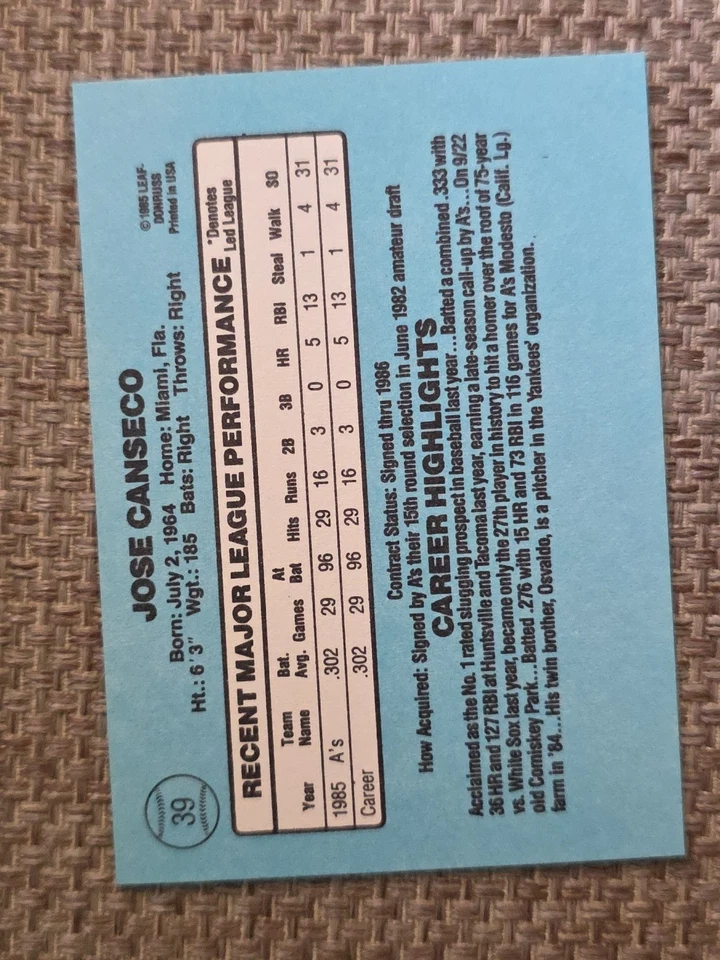 39
JOSE CANSECO
© 1985 LEAF-
DONRUSS
Printed in USA
Born: July 2, 1964 Home: Miami, Fla.
Ht.: 6'3" Wgt.: 185 Bats: Right Throws: Right
RECENT MAJOR LEAGUE PERFORMANCE *Denotes Led League
Year Team Name Bat. Avg. Games At Bat Hits Runs 2B 3B HR RBI Steal Walk SO
1985 A's .302 29 96 29 16 3 0 5 13 1 4 31
Career .302 29 96 29 16 3 0 5 13 1 4 31
Contract Status: Signed thru 1986
How Acquired: Signed by A's their 15th round selection in June 1982 amateur draft
CAREER HIGHLIGHTS
Acclaimed as the No. 1 rated slugging prospect in baseball last year...Batted a combined .333 with
36 HR and 127 RBI at Huntsville and Tacoma last year, earning a late-season call-up by A's...On 9/22
vs. White Sox last year, became only the 27th player in history to hit a homer over the roof of 75-year
old Comiskey Park...Batted .276 with 15 HR and 73 RBI in 116 games for A's Modesto (Calif. Lg.)
farm in '84...His twin brother, Osvaldo, is a pitcher in the Yankees' organization.